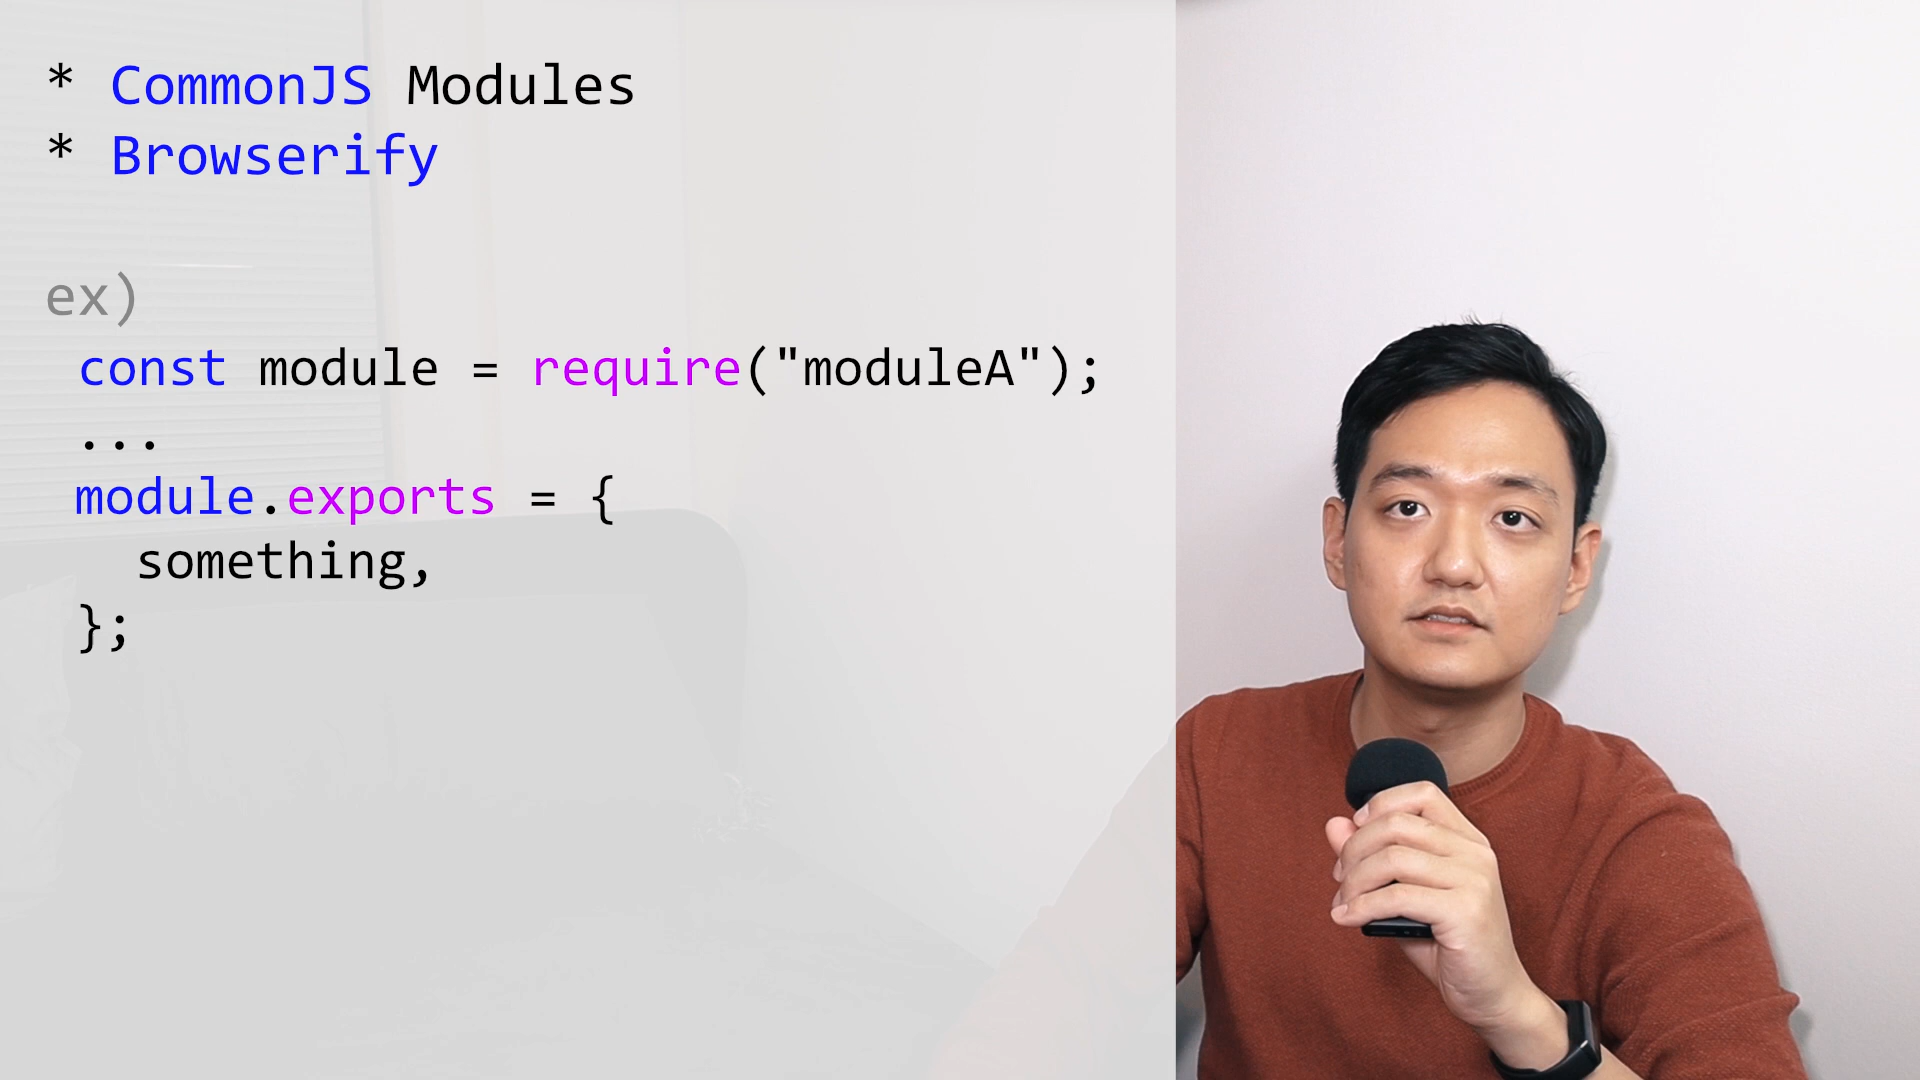 * CommonJS Modules
* Browserify
ex)
const module = require("moduleA");
...
module.exports = {
something,
};